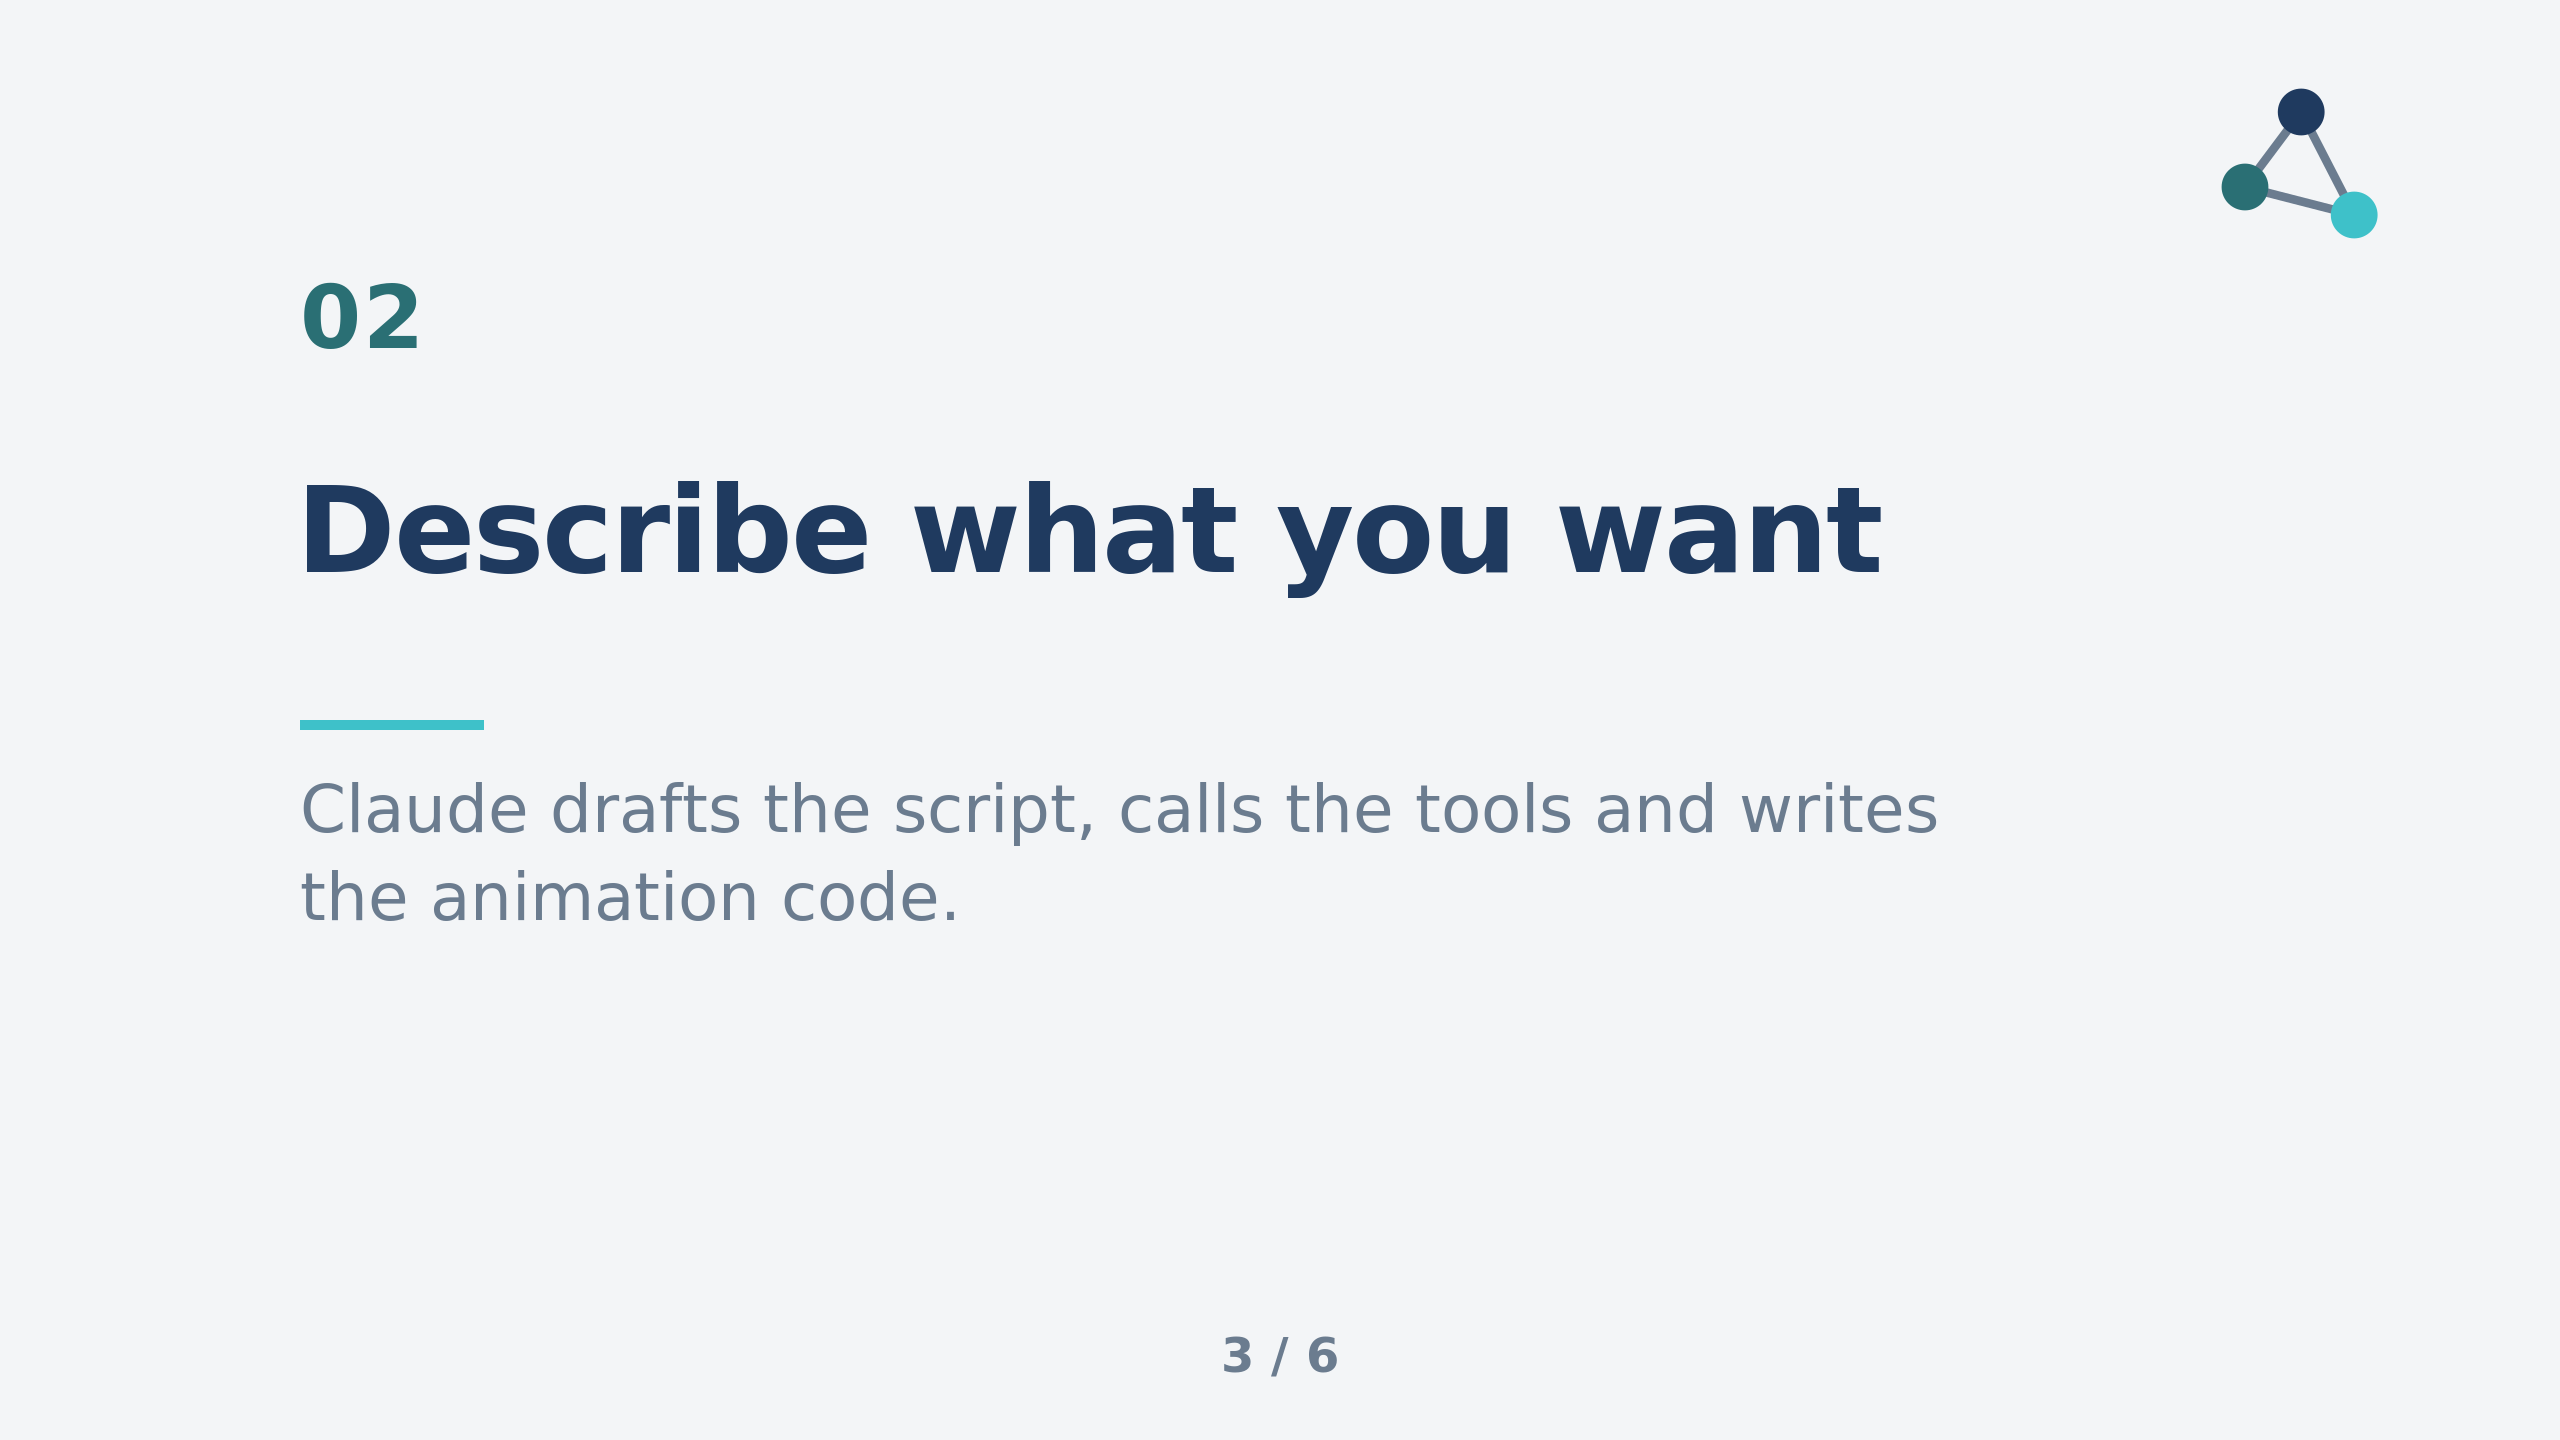 02
Describe what you want
Claude drafts the script, calls the tools and writes
the animation code.
3 / 6